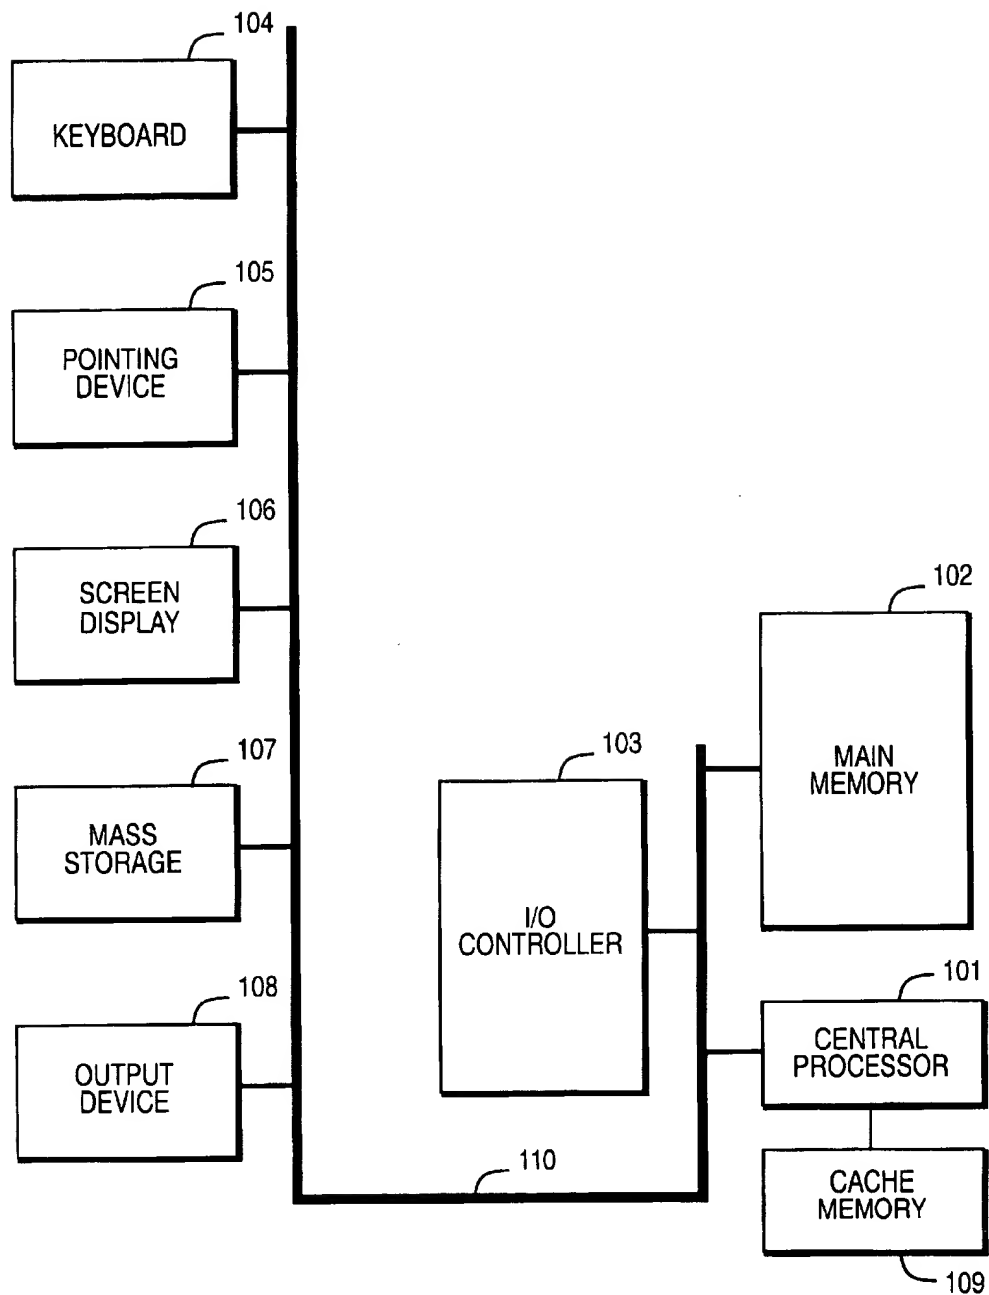 104
KEYBOARD
105
POINTING
DEVICE
106
SCREEN
DISPLAY
107
MASS
STORAGE
108
OUTPUT
DEVICE
103
I/O
CONTROLLER
102
MAIN
MEMORY
101
CENTRAL
PROCESSOR
110
CACHE
MEMORY
109